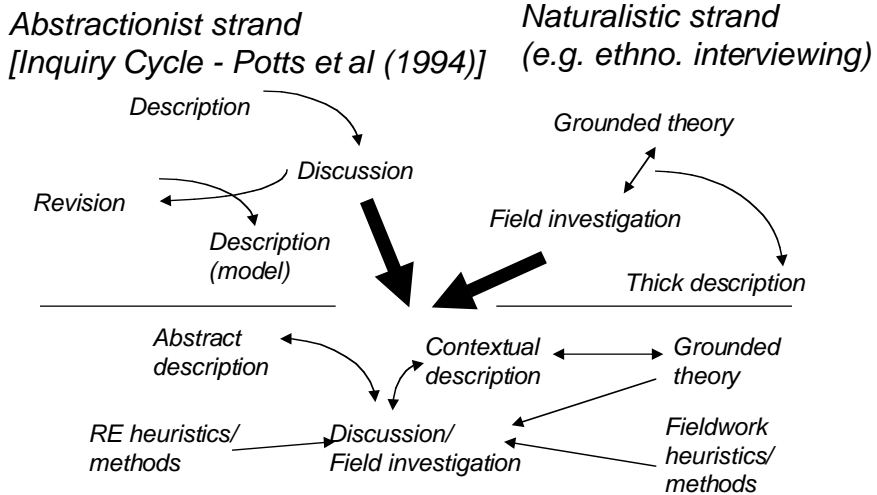 Abstractionist strand
[Inquiry Cycle - Potts et al (1994)]
Naturalistic strand
(e.g. ethno. interviewing)
Description
Discussion
Revision
Description
(model)
Grounded theory
Field investigation
Thick description
Abstract
description
Contextual
description
Grounded
theory
RE heuristics/
methods
Discussion/
Field investigation
Fieldwork
heuristics/
methods